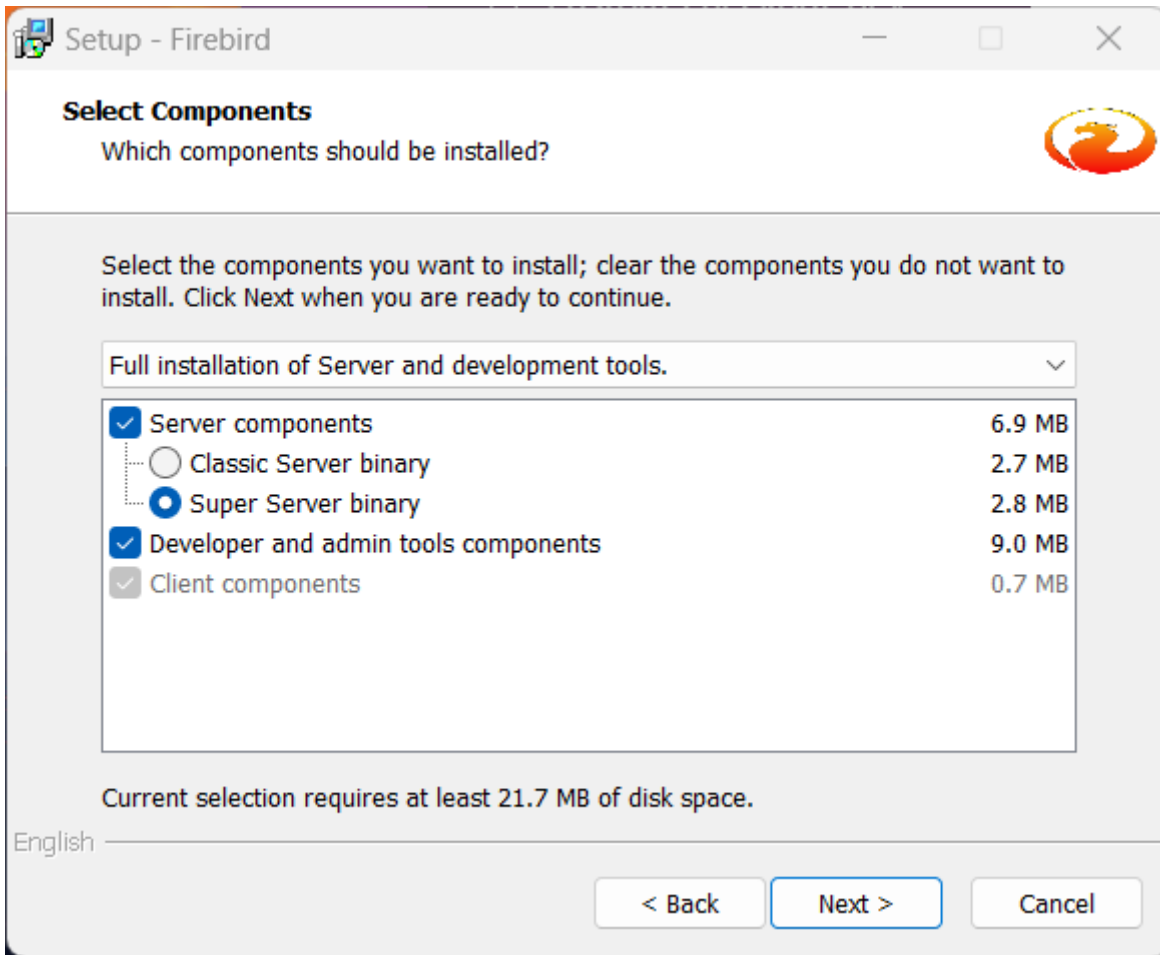 Setup - Firebird
Select Components
Which components should be installed?
Select the components you want to install; clear the components you do not want to
install. Click Next when you are ready to continue.
Full installation of Server and development tools.
Server components 6.9 MB
Classic Server binary 2.7 MB
Super Server binary 2.8 MB
Developer and admin tools components 9.0 MB
Client components 0.7 MB
Current selection requires at least 21.7 MB of disk space.
English
< Back Next > Cancel